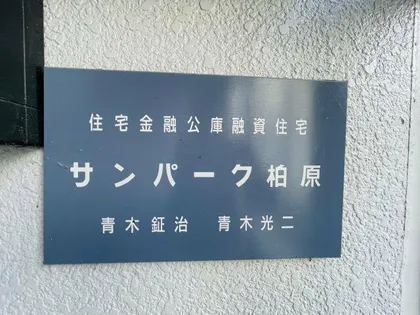 住宅金融公庫融資住宅
サンパーク柏原
青木鉦治 青木光二